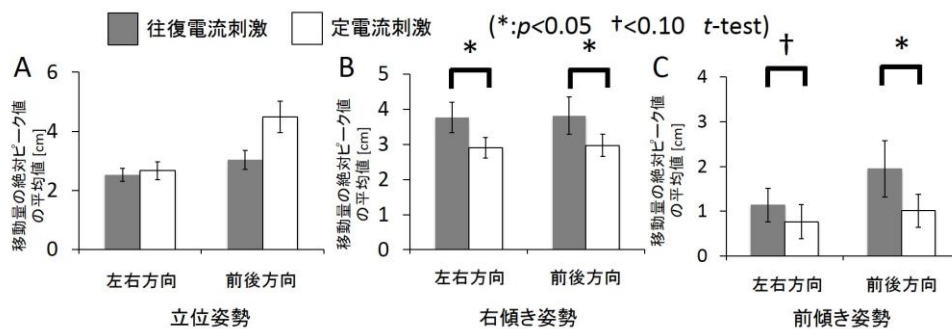 往復電流刺激 定電流刺激 (*:p<0.05 †<0.10 t-test)
A
移動量の絶対ピーク値
の平均値 [cm]
6
4
2
0
左右方向 前後方向
立位姿勢
B
移動量の絶対ピーク値
の平均値 [cm]
6
5
4
3
2
1
0
* *
左右方向 前後方向
右傾き姿勢
C
移動量の絶対ピーク値
の平均値 [cm]
4
3
2
1
0
† *
左右方向 前後方向
前傾き姿勢